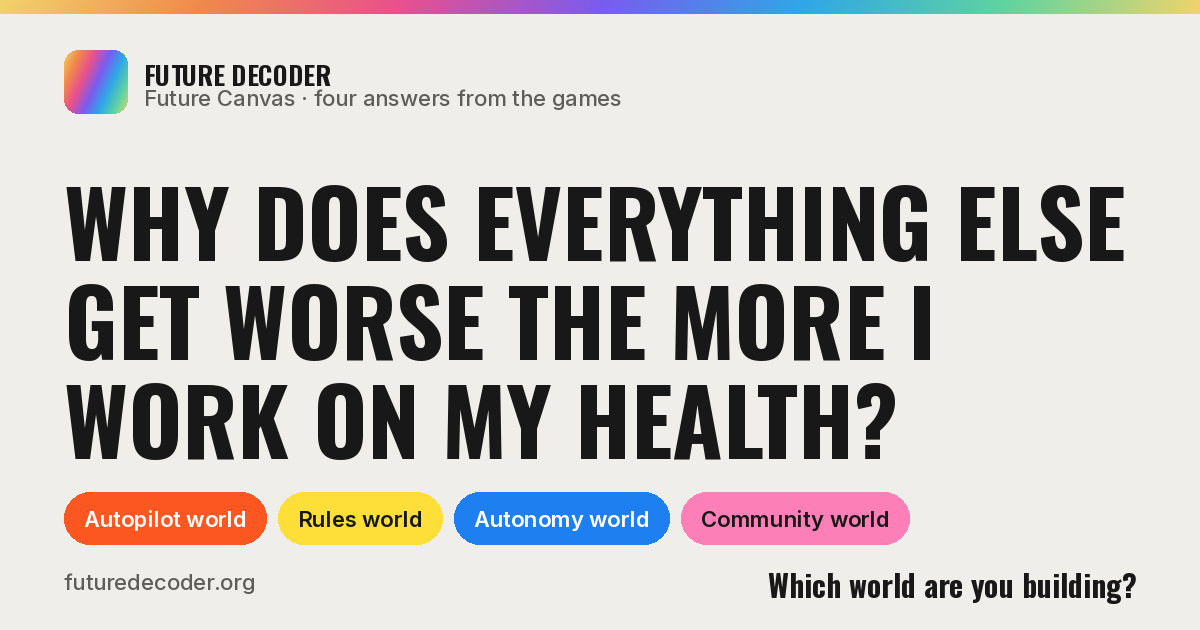 FUTURE DECODER
Future Canvas · four answers from the games
WHY DOES EVERYTHING ELSE
GET WORSE THE MORE I
WORK ON MY HEALTH?
Autopilot world
Rules world
Autonomy world
Community world
futuredecoder.org
Which world are you building?